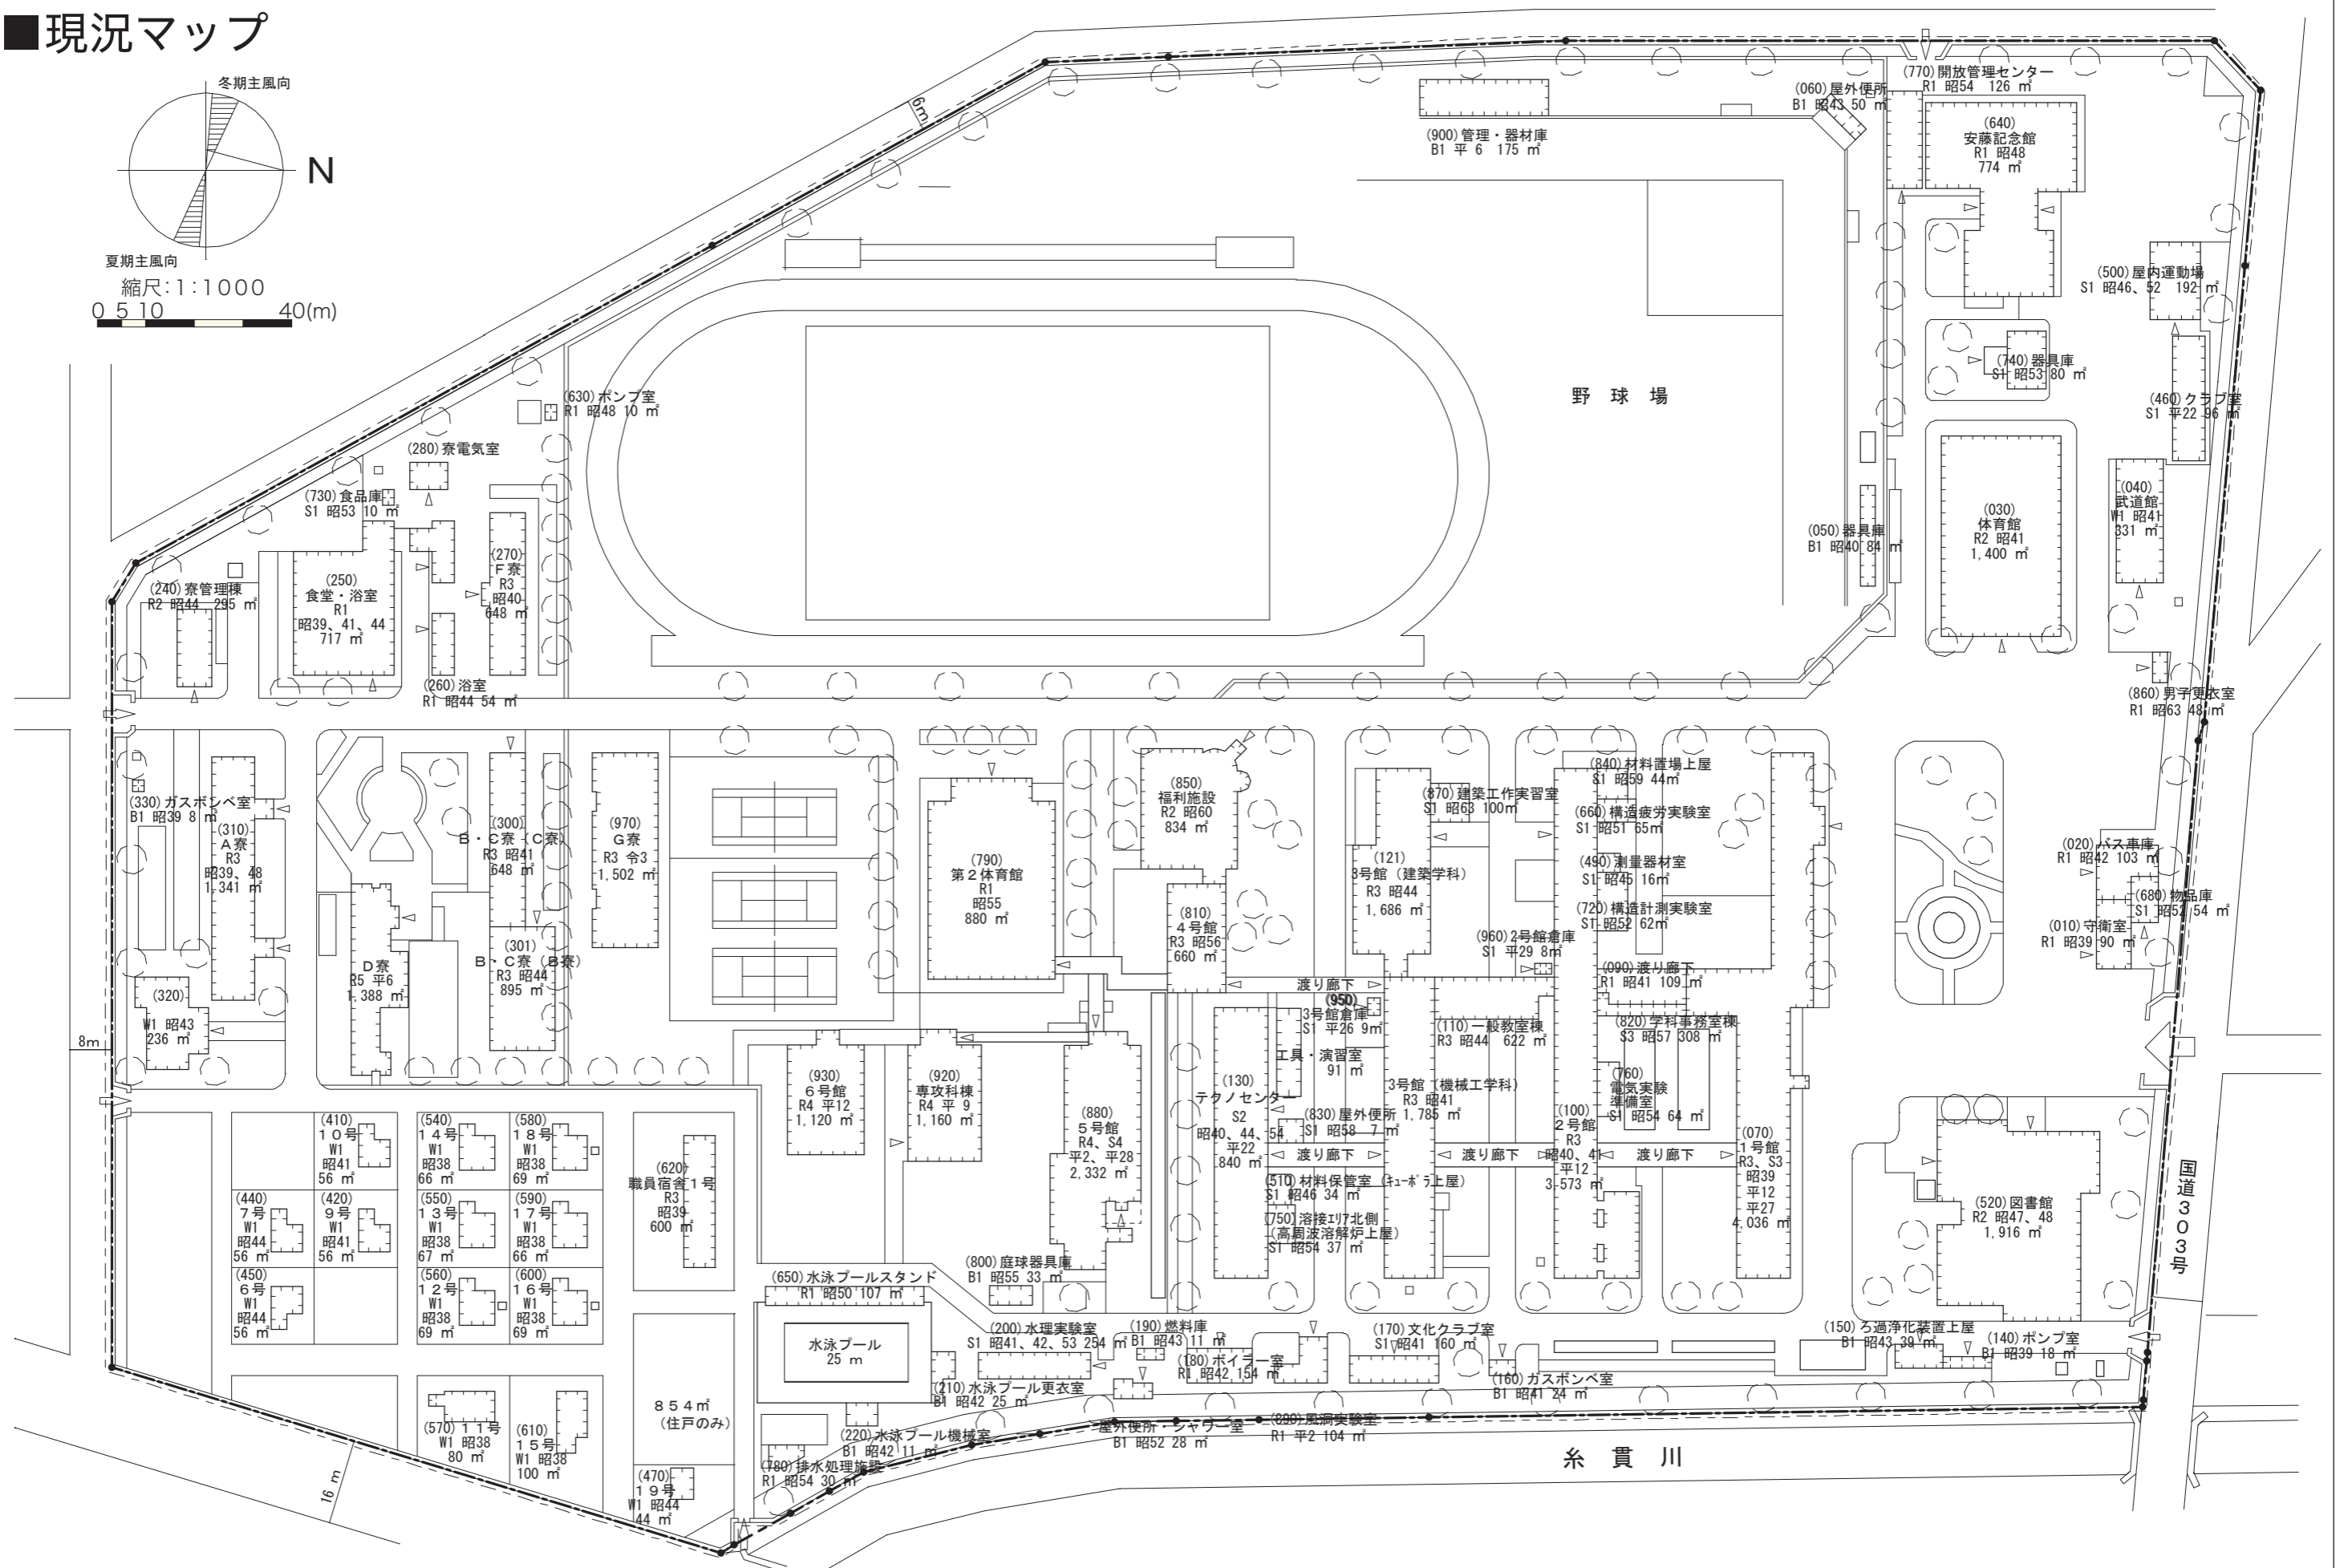 ■現況マップ
冬期主風向
N
夏期主風向
縮尺:1:1000
0 5 10 40(m)
6m
(900)管理・器材庫
B1 平 6 175 ㎡
(060)屋外便所
B1 昭43 50 ㎡
(770)開放管理センター
R1 昭54 126 ㎡
(640)
安藤記念館
R1 昭48
774 ㎡
(500)屋内運動場
S1 昭46、52 192 ㎡
(740)器具庫
S1 昭53 80 ㎡
(460)クラブ室
S1 平22 96 ㎡
野 球 場
(630)ポンプ室
R1 昭48 10 ㎡
(280)寮電気室
(730)食品庫
S1 昭53 10 ㎡
(240)寮管理棟
R2 昭44 295 ㎡
(250)
食堂・浴室
R1
昭39、41、44
717 ㎡
(270)
F寮
R3
昭40
648 ㎡
(260)浴室
R1 昭44 54 ㎡
(050)器具庫
B1 昭40 84 ㎡
(030)
体育館
R2 昭41
1,400 ㎡
(040)
武道館
W1 昭41
331 ㎡
(860)男子更衣室
R1 昭63 48 ㎡
(330)ガスボンベ室
B1 昭39 8 ㎡
(310)
A寮
R3
昭39、48
1,341 ㎡
(300)
B・C寮（C寮）
R3 昭41
648 ㎡
(970)
G寮
R3 令3
1,502 ㎡
(301)
B・C寮（B寮）
R3 昭44
895 ㎡
D寮
R5 平6
1,388 ㎡
(320)
W1 昭43
236 ㎡
8m
(790)
第２体育館
R1
昭55
880 ㎡
(850)
福利施設
R2 昭60
834 ㎡
(810)
４号館
R3 昭56
660 ㎡
(870)建築工作実習室
S1 昭63 100㎡
(121)
3号館（建築学科）
R3 昭44
1,686 ㎡
(840)材料置場上屋
S1 昭59 44㎡
(660)構造疲労実験室
S1 昭51 65㎡
(490)測量器材室
S1 昭45 16㎡
(720)構造計測実験室
S1 昭52 62㎡
(960)2号館倉庫
S1 平29 8㎡
(090)渡り廊下
R1 昭41 109 ㎡
(020)バス車庫
R1 昭42 103 ㎡
(680)物品庫
S1 昭52 54 ㎡
(010)守衛室
R1 昭39 90 ㎡
渡り廊下
(950)
3号館倉庫
S1 平26 9㎡
(110)一般教室棟
R3 昭44 622 ㎡
(820)学科事務室棟
S3 昭57 308 ㎡
工具・演習室
91 ㎡
(930)
６号館
R4 平12
1,120 ㎡
(920)
専攻科棟
R4 平 9
1,160 ㎡
(880)
５号館
R4、S4
平2、平28
2,332 ㎡
(130)
テクノセンター
S2
昭40、44、54
平22
840 ㎡
3号館（機械工学科）
R3 昭41
1,785 ㎡
(830)屋外便所
S1 昭58 7 ㎡
(760)
電気実験
準備室
S1 昭54 64 ㎡
(100)
２号館
R3
昭40、41
平12
3,573 ㎡
(070)
１号館
R3、S3
昭39
平12
平27
4,036 ㎡
渡り廊下
渡り廊下
渡り廊下
(510)材料保管室（ｷｭｰﾎﾟﾗ上屋）
S1 昭46 34 ㎡
(750)溶接ｴﾘｱ北側
(高周波溶解炉上屋)
S1 昭54 37 ㎡
(520)図書館
R2 昭47、48
1,916 ㎡
国道303号
(410)
１０号
W1
昭41
56 ㎡
(540)
１４号
W1
昭38
66 ㎡
(580)
１８号
W1
昭38
69 ㎡
(620)
職員宿舎１号
R3
昭39
600 ㎡
(440)
７号
W1
昭44
56 ㎡
(420)
９号
W1
昭41
56 ㎡
(550)
１３号
W1
昭38
67 ㎡
(590)
１７号
W1
昭38
66 ㎡
(450)
６号
W1
昭44
56 ㎡
(560)
１２号
W1
昭38
69 ㎡
(600)
１６号
W1
昭38
69 ㎡
(800)庭球器具庫
B1 昭55 33 ㎡
(650)水泳プールスタンド
R1 昭50 107 ㎡
水泳プール
25 m
(200)水理実験室
S1 昭41、42、53 254 ㎡
(190)燃料庫
B1 昭43 11 ㎡
(180)ボイラー室
R1 昭42 154 ㎡
(170)文化クラブ室
S1 昭41 160 ㎡
(160)ガスボンベ室
B1 昭41 24 ㎡
(150)ろ過浄化装置上屋
B1 昭43 39 ㎡
(140)ポンプ室
B1 昭39 18 ㎡
(210)水泳プール更衣室
B1 昭42 25 ㎡
(220)水泳プール機械室
B1 昭42 11 ㎡
(780)排水処理施設
R1 昭54 30 ㎡
屋外便所・シャワー室
B1 昭52 28 ㎡
(890)風洞実験室
R1 平2 104 ㎡
糸 貫 川
(570)１１号
W1 昭38
80 ㎡
(610)
１５号
W1 昭38
100 ㎡
８５４㎡
（住戸のみ）
(470)
１９号
W1 昭44
44 ㎡
16 m